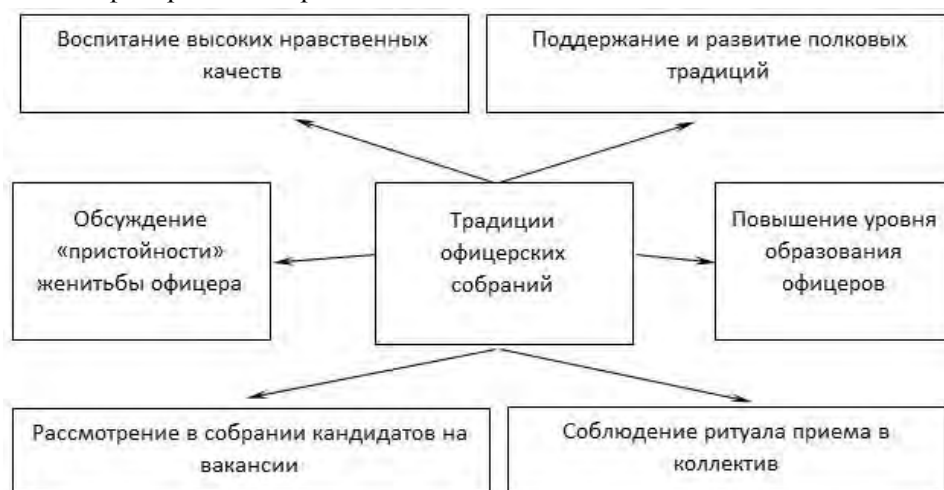 Воспитание высоких нравственных
качеств
Поддержание и развитие полковых
традиций
Обсуждение
«пристойности»
женитьбы офицера
Традиции
офицерских
собраний
Повышение уровня
образования
офицеров
Рассмотрение в собрании кандидатов на
вакансии
Соблюдение ритуала приема в
коллектив